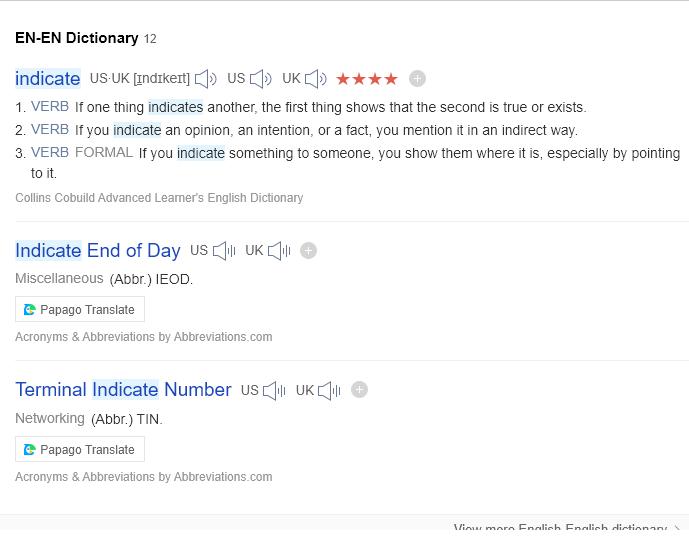 EN-EN Dictionary 12
indicate US·UK [ɪndɪkeɪt] US UK ★★★★
1. VERB If one thing indicates another, the first thing shows that the second is true or exists.
2. VERB If you indicate an opinion, an intention, or a fact, you mention it in an indirect way.
3. VERB FORMAL If you indicate something to someone, you show them where it is, especially by pointing
to it.
Collins Cobuild Advanced Learner's English Dictionary
Indicate End of Day US UK
Miscellaneous (Abbr.) IEOD.
Papago Translate
Acronyms & Abbreviations by Abbreviations.com
Terminal Indicate Number US UK
Networking (Abbr.) TIN.
Papago Translate
Acronyms & Abbreviations by Abbreviations.com
View more English-English dictionary